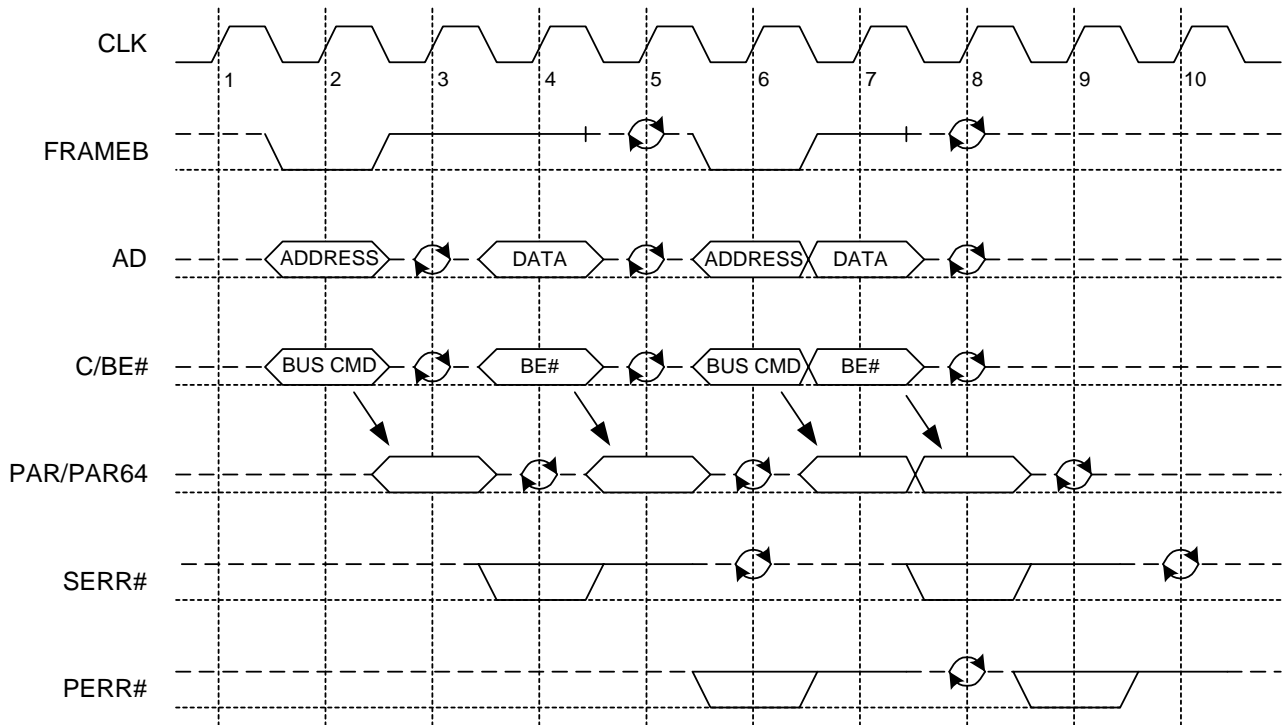 CLK
1 2 3 4 5 6 7 8 9 10
FRAMEB
AD
ADDRESS DATA ADDRESS DATA
C/BE#
BUS CMD BE# BUS CMD BE#
PAR/PAR64
SERR#
PERR#